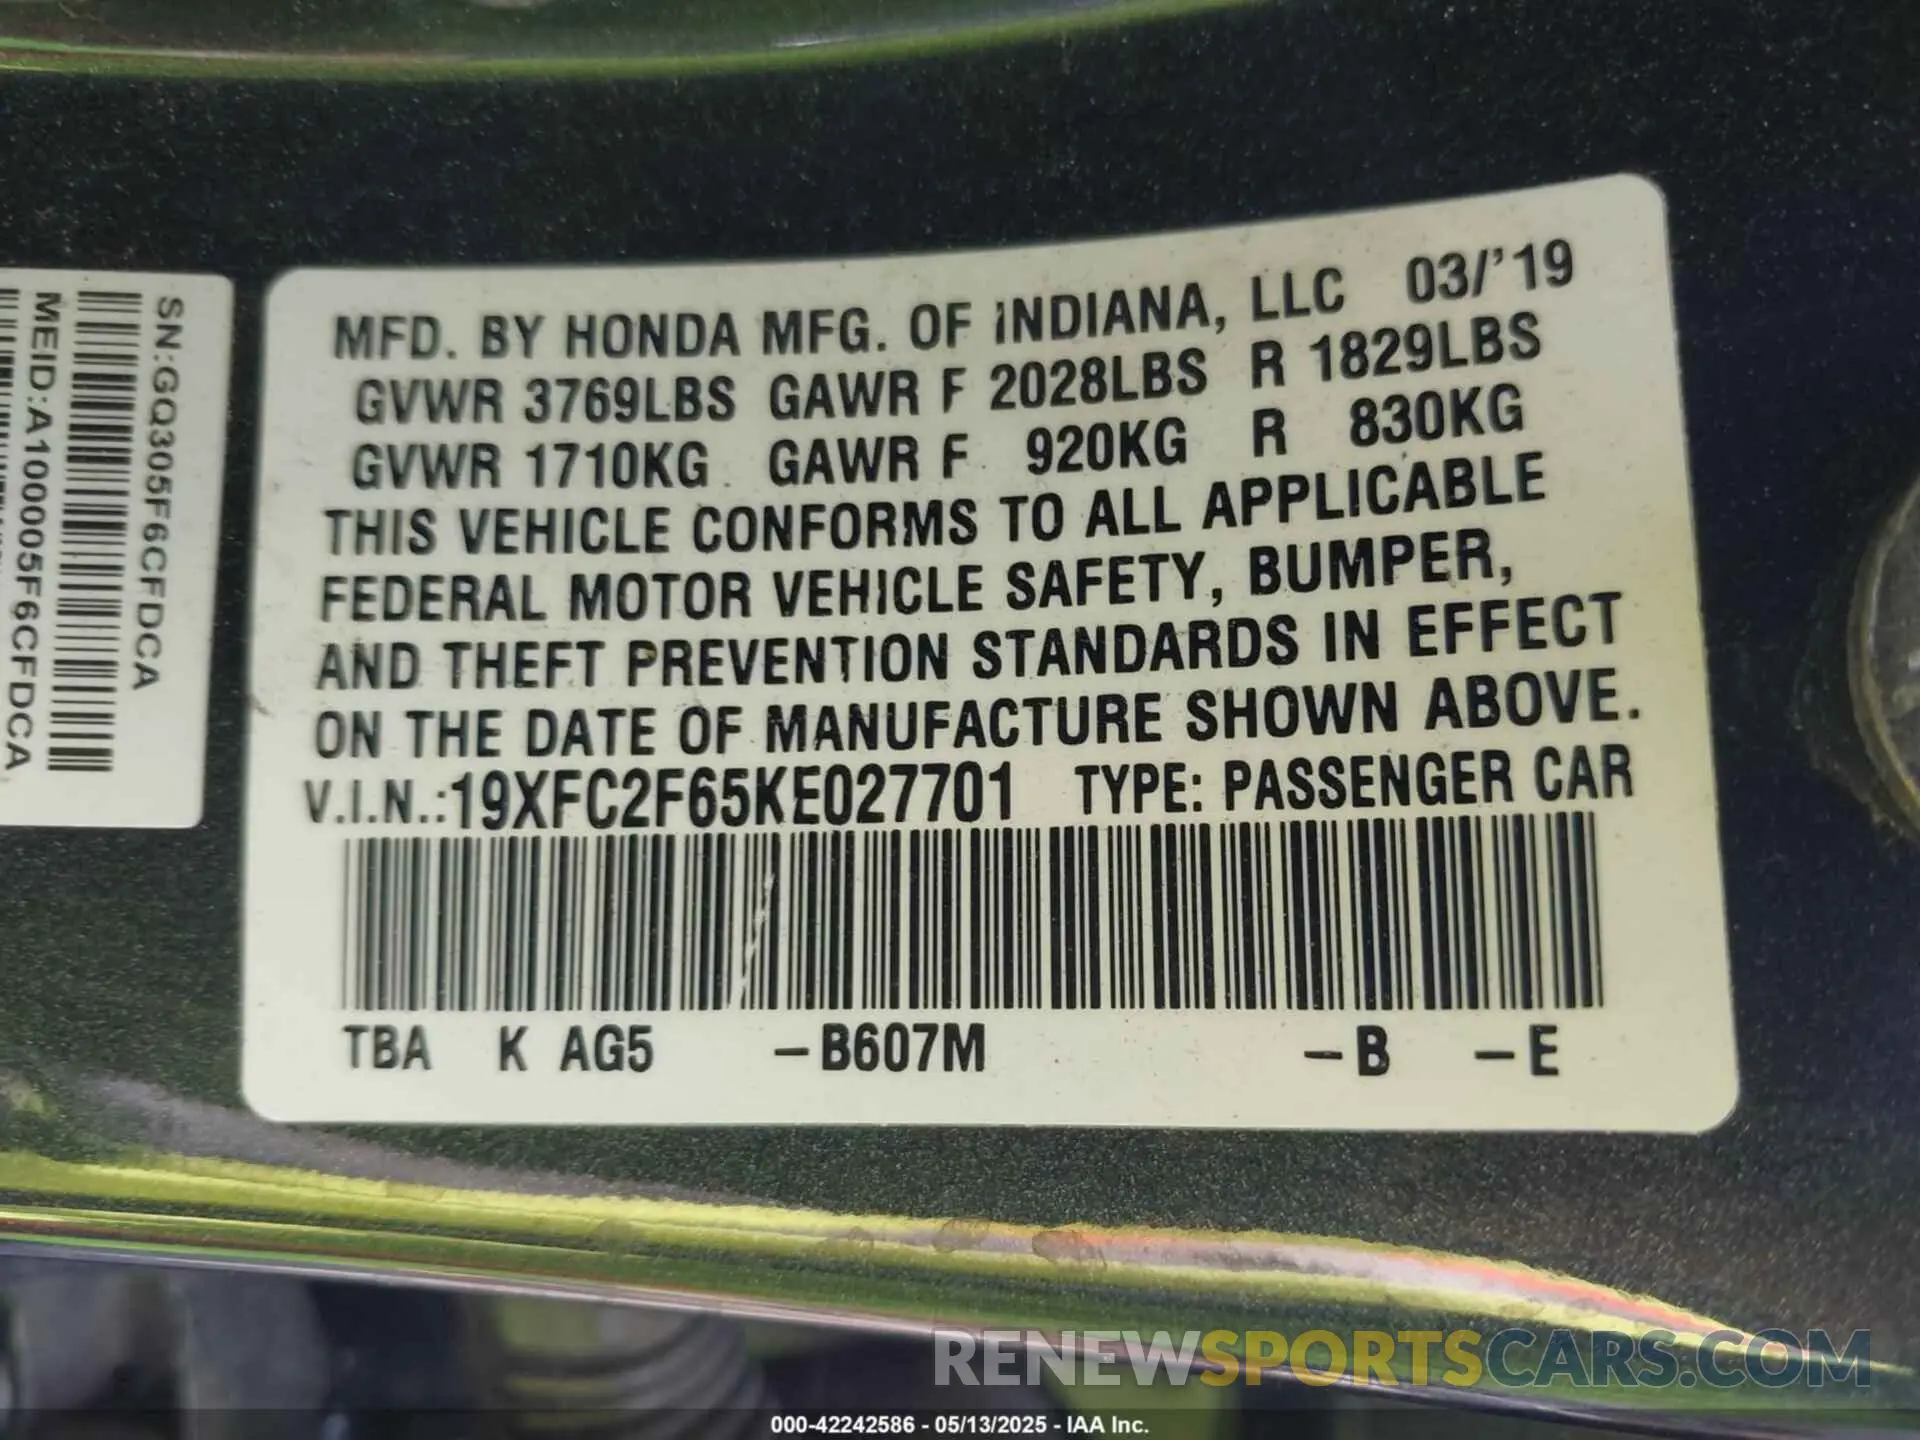 SN:GQ305F6CFDCA
MEID:A100005F6CFDCA
MFD. BY HONDA MFG. OF INDIANA, LLC 03/'19
GVWR 3769LBS GAWR F 2028LBS R 1829LBS
GVWR 1710KG GAWR F 920KG R 830KG
THIS VEHICLE CONFORMS TO ALL APPLICABLE
FEDERAL MOTOR VEHICLE SAFETY, BUMPER,
AND THEFT PREVENTION STANDARDS IN EFFECT
ON THE DATE OF MANUFACTURE SHOWN ABOVE.
V.I.N.:19XFC2F65KE027701 TYPE: PASSENGER CAR
TBA K AG5 –B607M –B –E
RENEWSPORTSCARS.COM
000-42242586 - 05/13/2025 - IAA Inc.